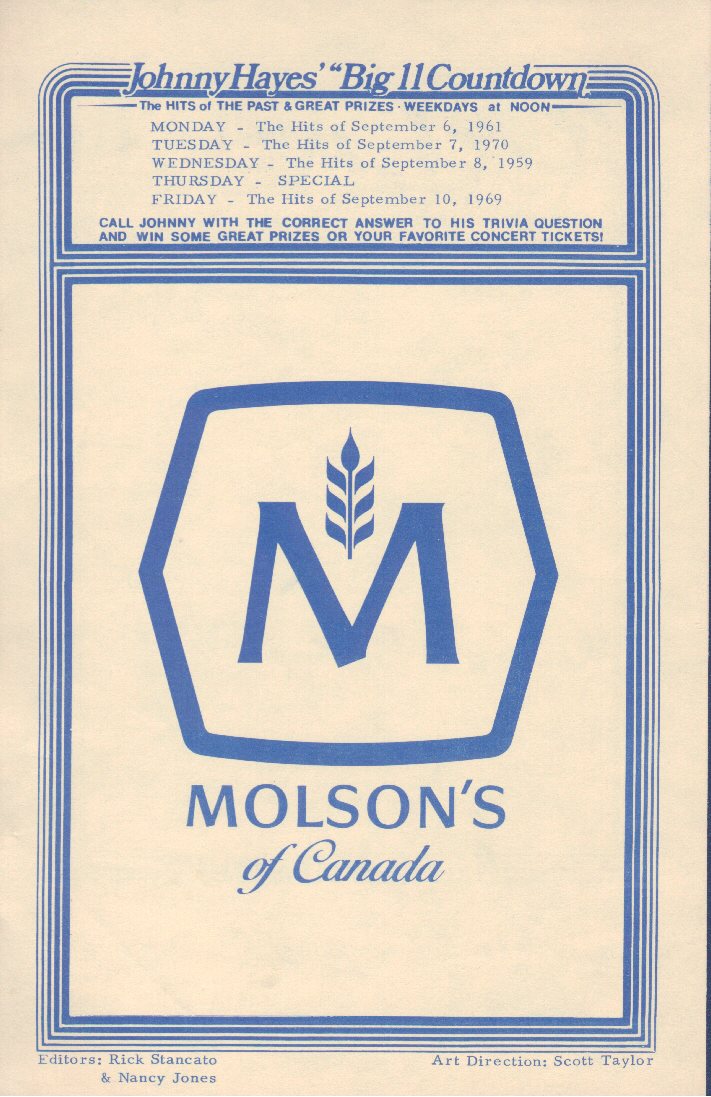 Johnny Hayes' "Big 11 Countdown
The HITS of THE PAST & GREAT PRIZES · WEEKDAYS at NOON
MONDAY - The Hits of September 6, 1961
TUESDAY - The Hits of September 7, 1970
WEDNESDAY - The Hits of September 8, 1959
THURSDAY - SPECIAL
FRIDAY - The Hits of September 10, 1969
CALL JOHNNY WITH THE CORRECT ANSWER TO HIS TRIVIA QUESTION
AND WIN SOME GREAT PRIZES OR YOUR FAVORITE CONCERT TICKETS!
M
MOLSON'S
of Canada
Editors: Rick Stancato
& Nancy Jones
Art Direction: Scott Taylor